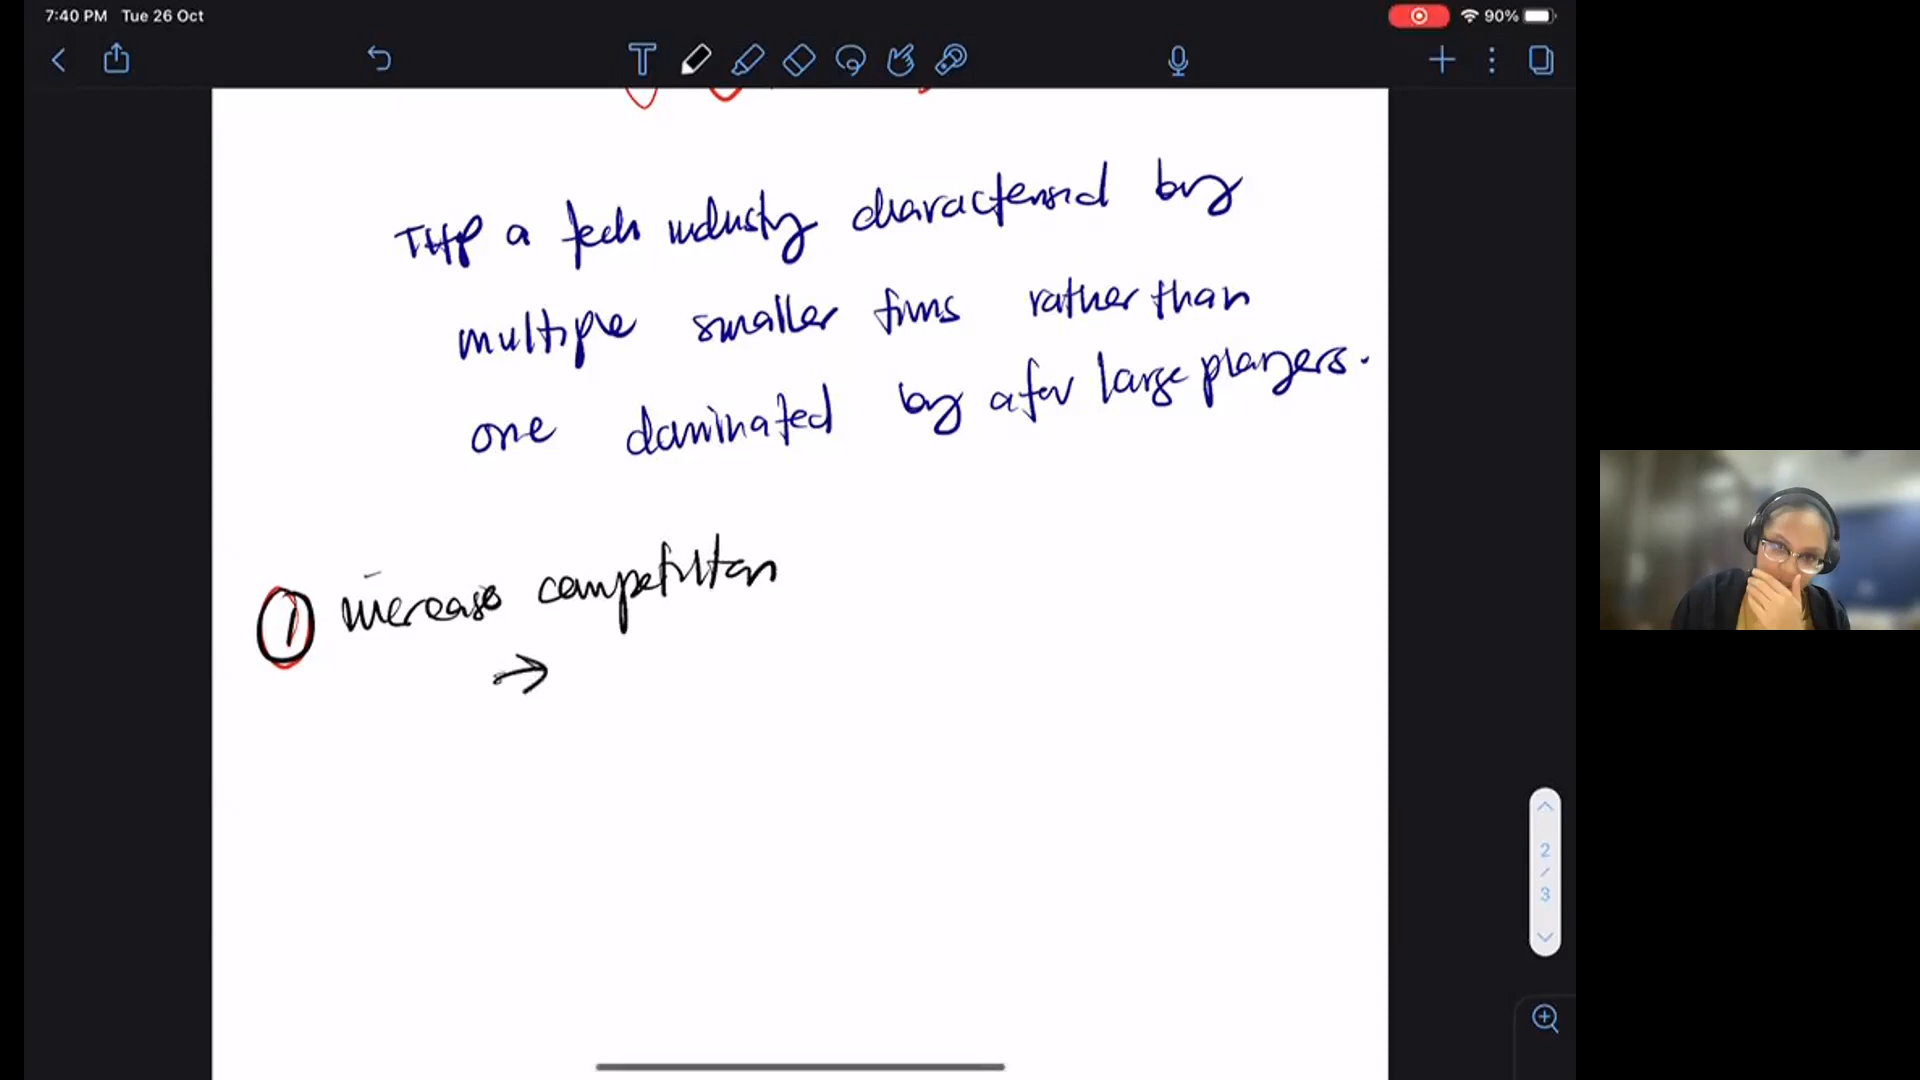 7:40 PM Tue 26 Oct
90%
THP a tech industry characterised by
multiple smaller firms rather than
one dominated by a few large players.
① increase competition
→
2
/
3